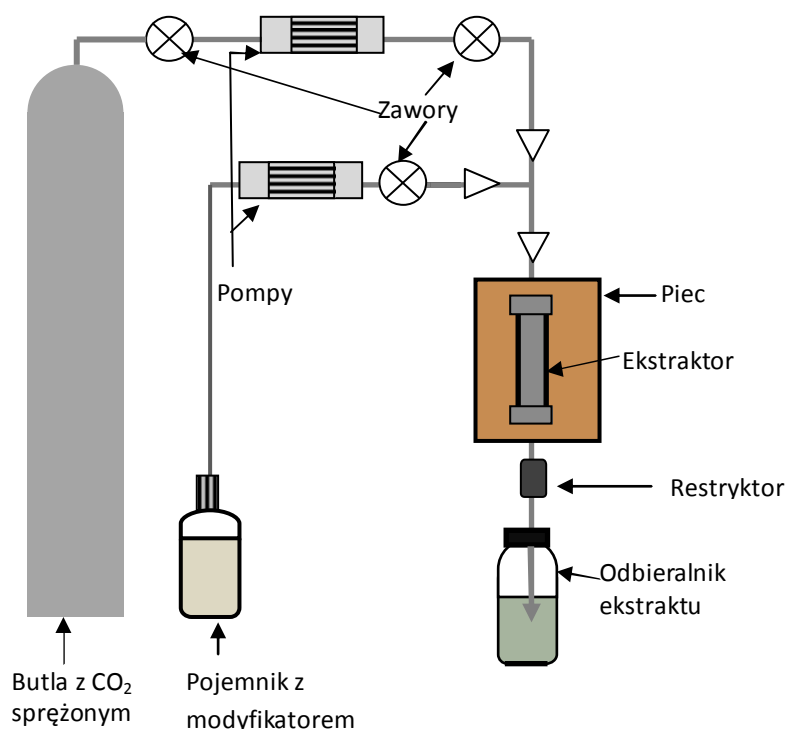 Zawory
Pompy
Piec
Ekstraktor
Restryktor
Odbieralnik
ekstraktu
Butla z CO₂
sprężonym
Pojemnik z
modyfikatorem